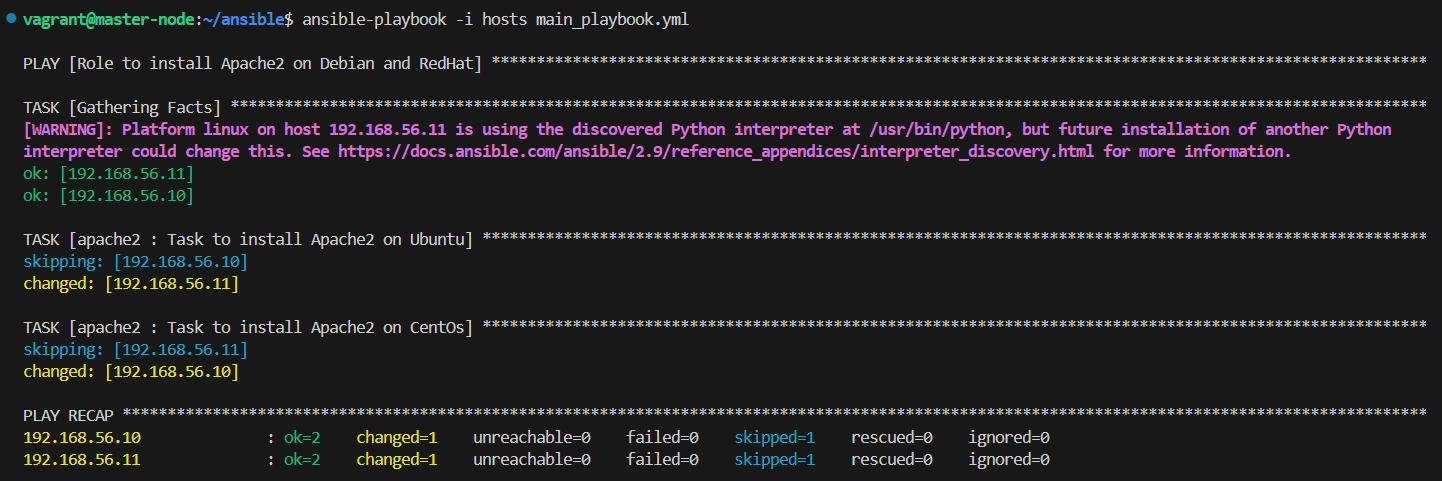 vagrant@master-node:~/ansible$ ansible-playbook -i hosts main_playbook.yml
PLAY [Role to install Apache2 on Debian and RedHat] ********************************************************************************************************
TASK [Gathering Facts] *************************************************************************************************************************************
[WARNING]: Platform linux on host 192.168.56.11 is using the discovered Python interpreter at /usr/bin/python, but future installation of another Python
interpreter could change this. See https://docs.ansible.com/ansible/2.9/reference_appendices/interpreter_discovery.html for more information.
ok: [192.168.56.11]
ok: [192.168.56.10]
TASK [apache2 : Task to install Apache2 on Ubuntu] *********************************************************************************************************
skipping: [192.168.56.10]
changed: [192.168.56.11]
TASK [apache2 : Task to install Apache2 on CentOs] *********************************************************************************************************
skipping: [192.168.56.11]
changed: [192.168.56.10]
PLAY RECAP *************************************************************************************************************************************************
192.168.56.10 : ok=2 changed=1 unreachable=0 failed=0 skipped=1 rescued=0 ignored=0
192.168.56.11 : ok=2 changed=1 unreachable=0 failed=0 skipped=1 rescued=0 ignored=0